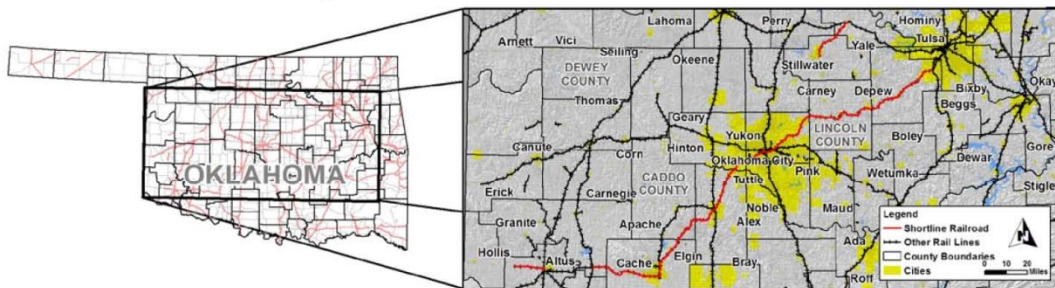 OKLAHOMA
Lahoma
Perry
Hominy
Arnett
Vici
Seiling
Okeene
Yale
Tulsa
Stillwater
DEWEY
COUNTY
Carney
Depew
Bixby
Okay
Thomas
Beggs
Geary
Yukon
LINCOLN
COUNTY
Boley
Canute
Corn
Hinton
Oklahoma City
Dewar
Gore
CADDO
COUNTY
Tuttle
Pink
Wetumka
Erick
Carnegie
Stigle
Noble
Maud
Granite
Apache
Alex
Ada
Hollis
Altus
Cache
Elgin
Bray
Roff
Legend
Shortline Railroad
Other Rail Lines
County Boundaries
Cities
N
0 10 20
Miles